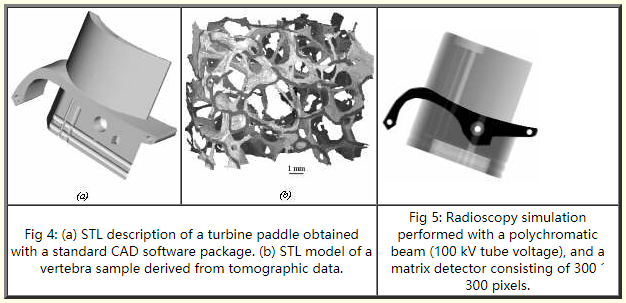 1 mm
(a)
(b)
Fig 4: (a) STL description of a turbine paddle obtained
with a standard CAD software package. (b) STL model of a
vertebra sample derived from tomographic data.
Fig 5: Radioscopy simulation
performed with a polychromatic
beam (100 kV tube voltage), and a
matrix detector consisting of 300 ´
300 pixels.